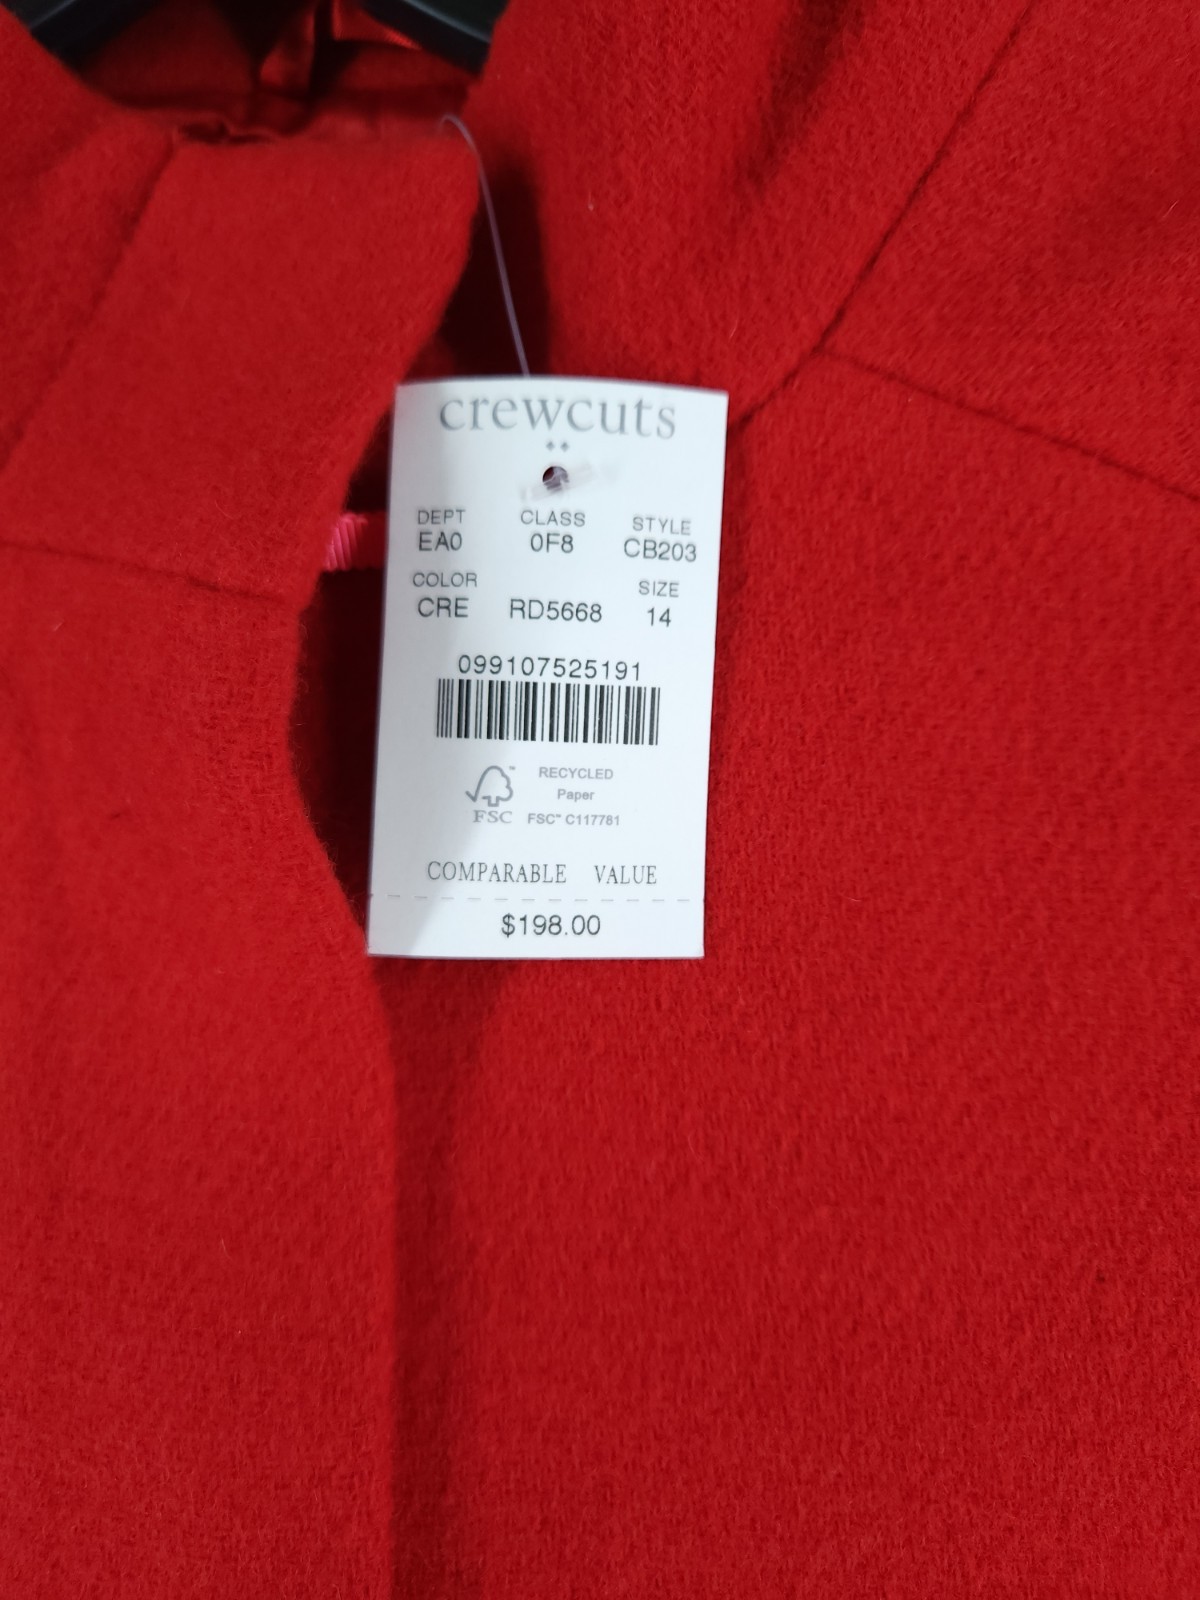 crewcuts
DEPT CLASS STYLE
EA0 0F8 CB203
COLOR SIZE
CRE RD5668 14
099107525191
RECYCLED
Paper
FSC FSC™ C117781
COMPARABLE VALUE
$198.00